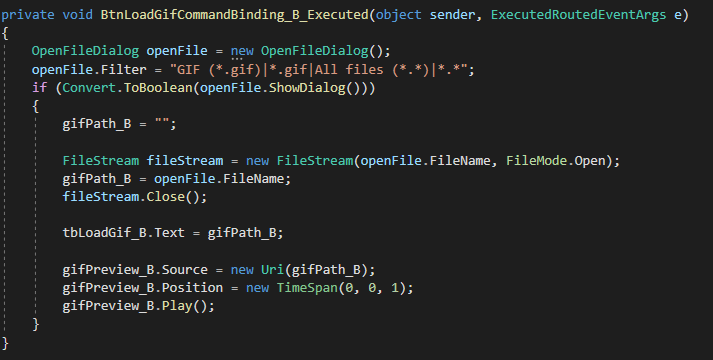 private void BtnLoadGifCommandBinding_B_Executed(object sender, ExecutedRoutedEventArgs e)
{
OpenFileDialog openFile = new OpenFileDialog();
openFile.Filter = "GIF (*.gif)|*.gif|All files (*.*)|*.*";
if (Convert.ToBoolean(openFile.ShowDialog()))
{
gifPath_B = "";
FileStream fileStream = new FileStream(openFile.FileName, FileMode.Open);
gifPath_B = openFile.FileName;
fileStream.Close();
tbLoadGif_B.Text = gifPath_B;
gifPreview_B.Source = new Uri(gifPath_B);
gifPreview_B.Position = new TimeSpan(0, 0, 1);
gifPreview_B.Play();
}
}